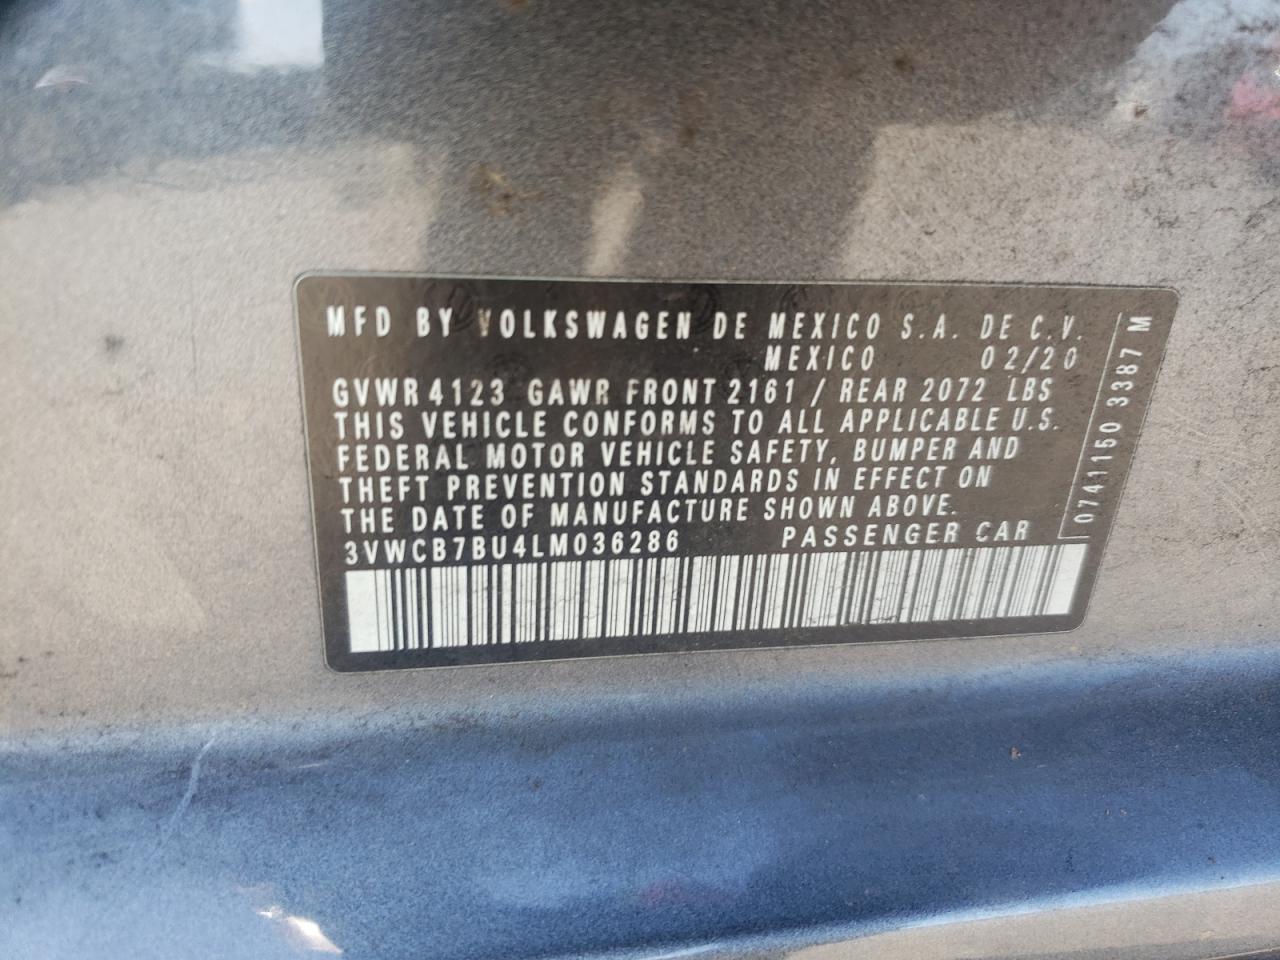 MFD BY VOLKSWAGEN DE MEXICO S.A. DE C.V.
MEXICO 02/20
GVWR 4123 GAWR FRONT 2161 / REAR 2072 LBS
THIS VEHICLE CONFORMS TO ALL APPLICABLE U.S.
FEDERAL MOTOR VEHICLE SAFETY, BUMPER AND
THEFT PREVENTION STANDARDS IN EFFECT ON
THE DATE OF MANUFACTURE SHOWN ABOVE.
3VWCB7BU4LM036286 PASSENGER CAR
0741150 3387 M